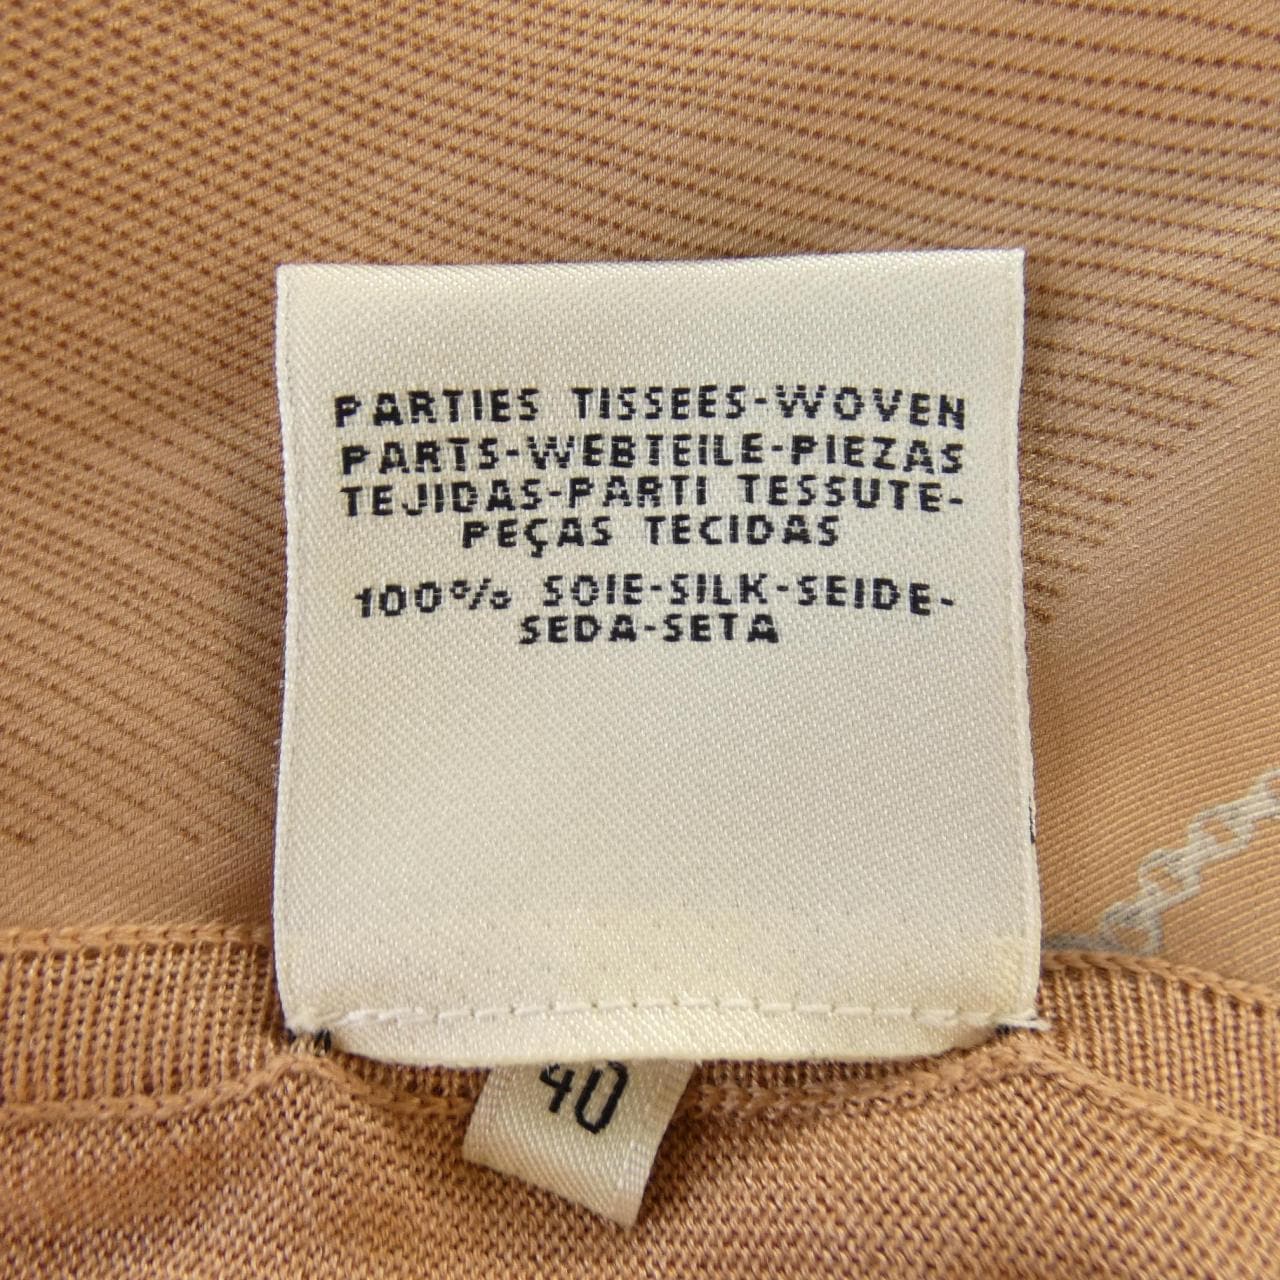 PARTIES TISSEES-WOVEN
PARTS-WEBTEILE-PIEZAS
TEJIDAS-PARTI TESSUTE-
PEÇAS TECIDAS
100% SOIE-SILK-SEIDE-
SEDA-SETA
40